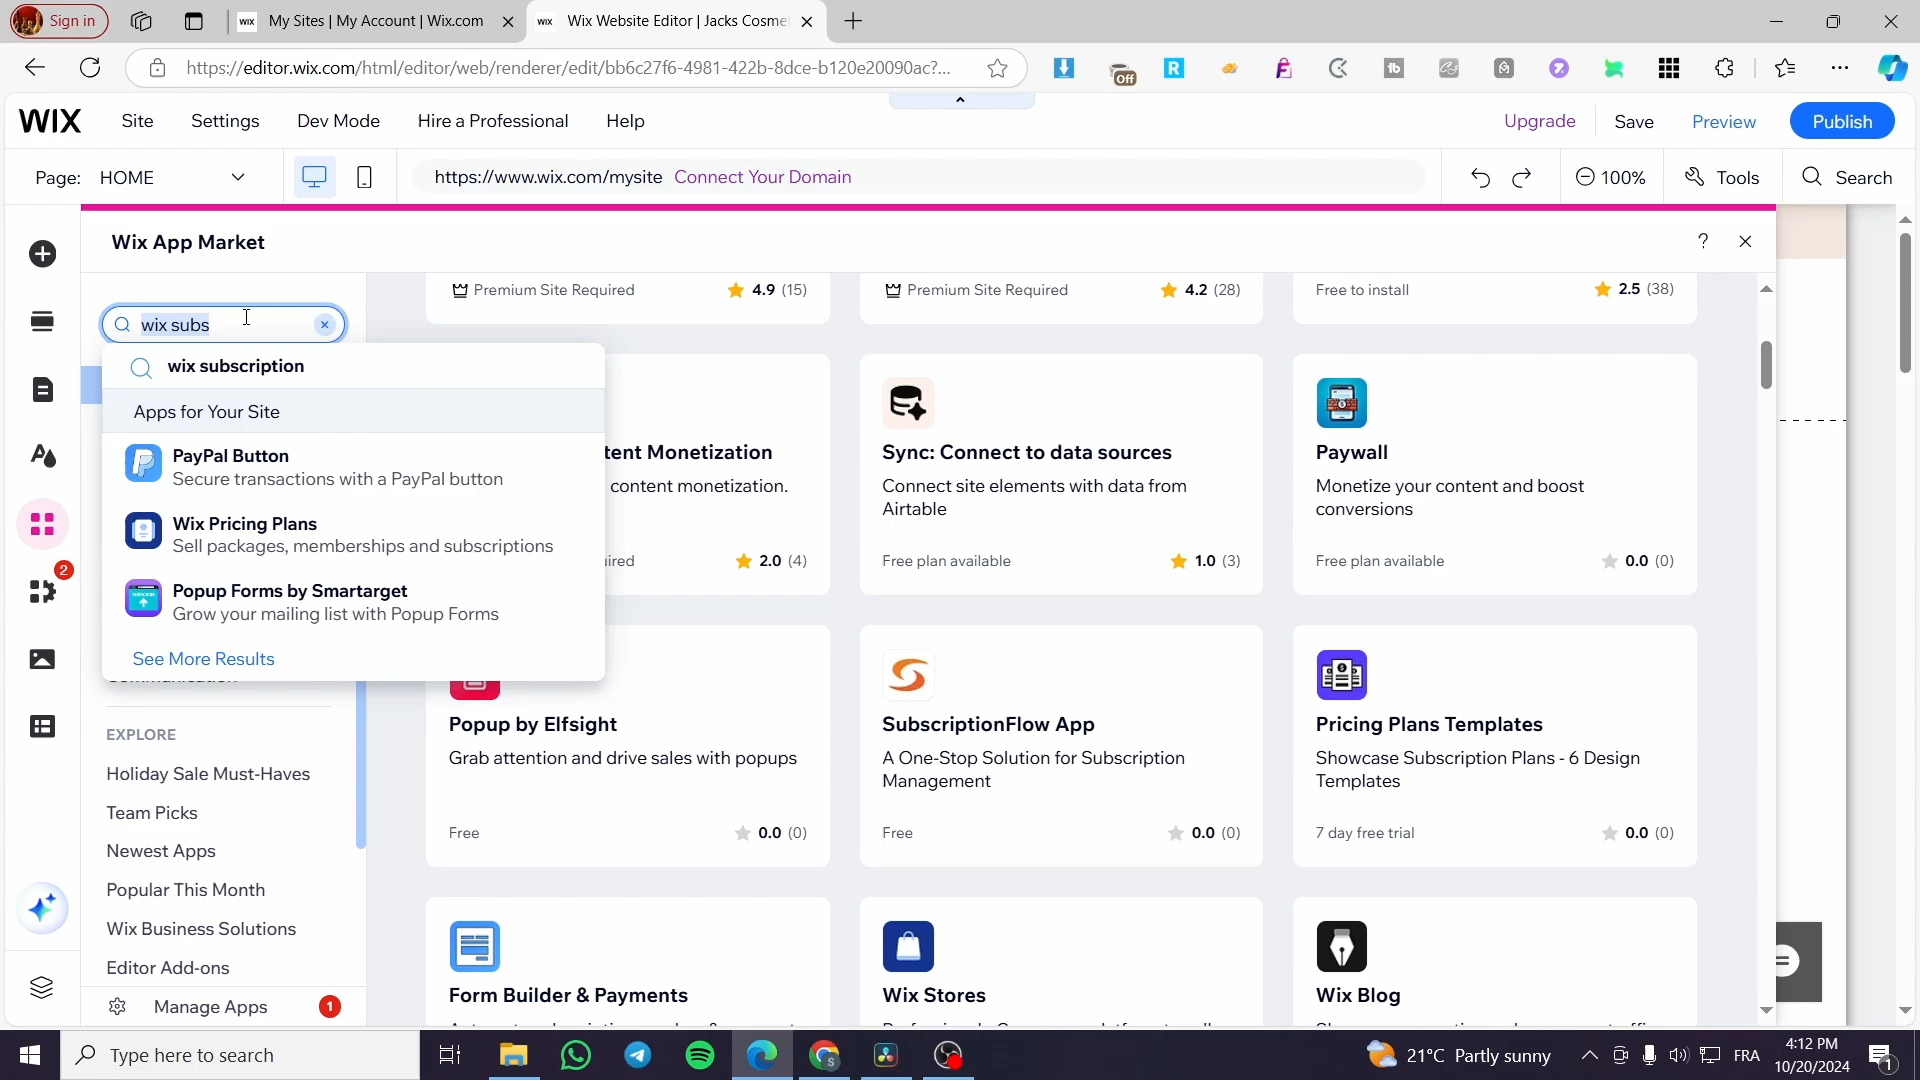 Sign in
WIX My Sites | My Account | Wix.com
WIX Wix Website Editor | Jacks Cosme
https://editor.wix.com/html/editor/web/renderer/edit/bb6c27f6-4981-422b-8dce-b120e20090ac?...
Off
R
1b
WIX Site Settings Dev Mode Hire a Professional Help
Upgrade Save Preview Publish
Page: HOME
https://www.wix.com/mysite Connect Your Domain
100% Tools Search
Wix App Market
?
Premium Site Required 4.9 (15)
Premium Site Required 4.2 (28)
Free to install 2.5 (38)
wix subs
wix subscription
Apps for Your Site
PayPal Button
Secure transactions with a PayPal button
Wix Pricing Plans
Sell packages, memberships and subscriptions
Popup Forms by Smartarget
Grow your mailing list with Popup Forms
See More Results
tent Monetization
content monetization.
2.0 (4)
Sync: Connect to data sources
Connect site elements with data from
Airtable
Free plan available 1.0 (3)
Paywall
Monetize your content and boost
conversions
Free plan available 0.0 (0)
2
Popup by Elfsight
Grab attention and drive sales with popups
Free 0.0 (0)
SubscriptionFlow App
A One-Stop Solution for Subscription
Management
Free 0.0 (0)
Pricing Plans Templates
Showcase Subscription Plans - 6 Design
Templates
7 day free trial 0.0 (0)
EXPLORE
Holiday Sale Must-Haves
Team Picks
Newest Apps
Popular This Month
Wix Business Solutions
Editor Add-ons
Manage Apps 1
Form Builder & Payments
Wix Stores
Wix Blog
Type here to search
21°C Partly sunny
FRA
4:12 PM
10/20/2024
1